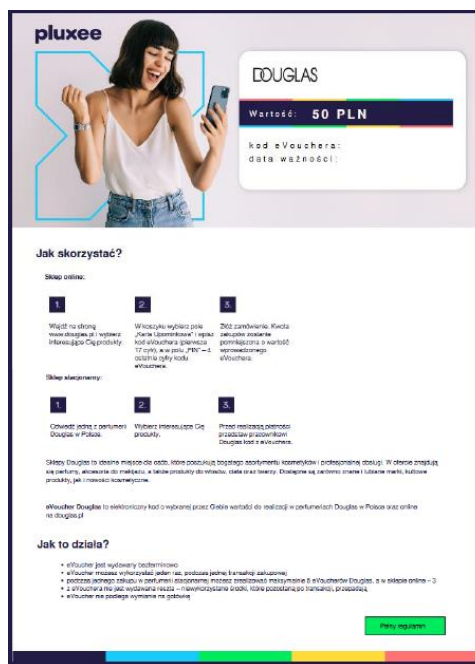 pluxee
DOUGLAS
Wartość: 50 PLN
kod eVouchera:
data ważności:
Jak skorzystać?
Sklep online:
1.
2.
3.
Wejdź na stronę
www.douglas.pl i wybierz
interesujące Cię produkty.
W koszyku wybierz pole
„Karta Upominkowa” i wpisz
kod eVouchera (pierwsze
17 cyfr), a w polu „PIN” – 4
ostatnie cyfry kodu
eVouchera.
Złóż zamówienie. Kwota
zakupów zostanie
pomniejszona o wartość
wprowadzonego
eVouchera.
Sklep stacjonarny:
1.
2.
3.
Odwiedź jedną z perfumerii
Douglas w Polsce.
Wybierz interesujące Cię
produkty.
Przed realizacją płatności
przedstaw pracownikowi
Douglas kod z eVouchera.
Sklepy Douglas to idealne miejsce dla osób, które poszukują bogatego asortymentu kosmetyków i profesjonalnej obsługi. W ofercie znajdują
się perfumy, akcesoria do makijażu, a także produkty do włosów, ciała oraz twarzy. Dostępne są zarówno znane i lubiane marki, kultowe
produkty, jak i nowości kosmetyczne.
eVoucher Douglas to elektroniczny kod o wybranej przez Ciebie wartości do realizacji w perfumeriach Douglas w Polsce oraz online
na douglas.pl
Jak to działa?
• eVoucher jest wydawany bezterminowo
• eVoucher możesz wykorzystać jeden raz, podczas jednej transakcji zakupowej
• podczas jednego zakupu w perfumerii stacjonarnej możesz zrealizować maksymalnie 8 eVoucherów Douglas, a w sklepie online – 3
• z eVouchera nie jest wydawana reszta – niewykorzystane środki, które pozostaną po transakcji, przepadają
• eVoucher nie podlega wymianie na gotówkę
Pełny regulamin